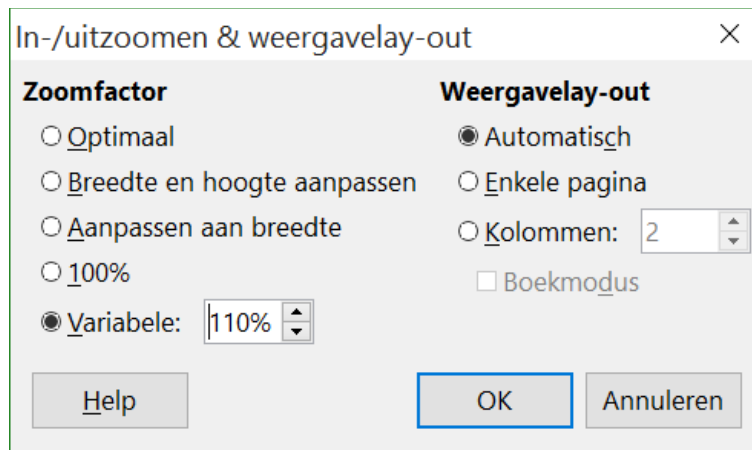 In-/uitzoomen & weergavelay-out
Zoomfactor
Optimaal
Breedte en hoogte aanpassen
Aanpassen aan breedte
100%
Variabele: 110%
Weergavelay-out
Automatisch
Enkele pagina
Kolommen: 2
Boekmodus
Help
OK
Annuleren